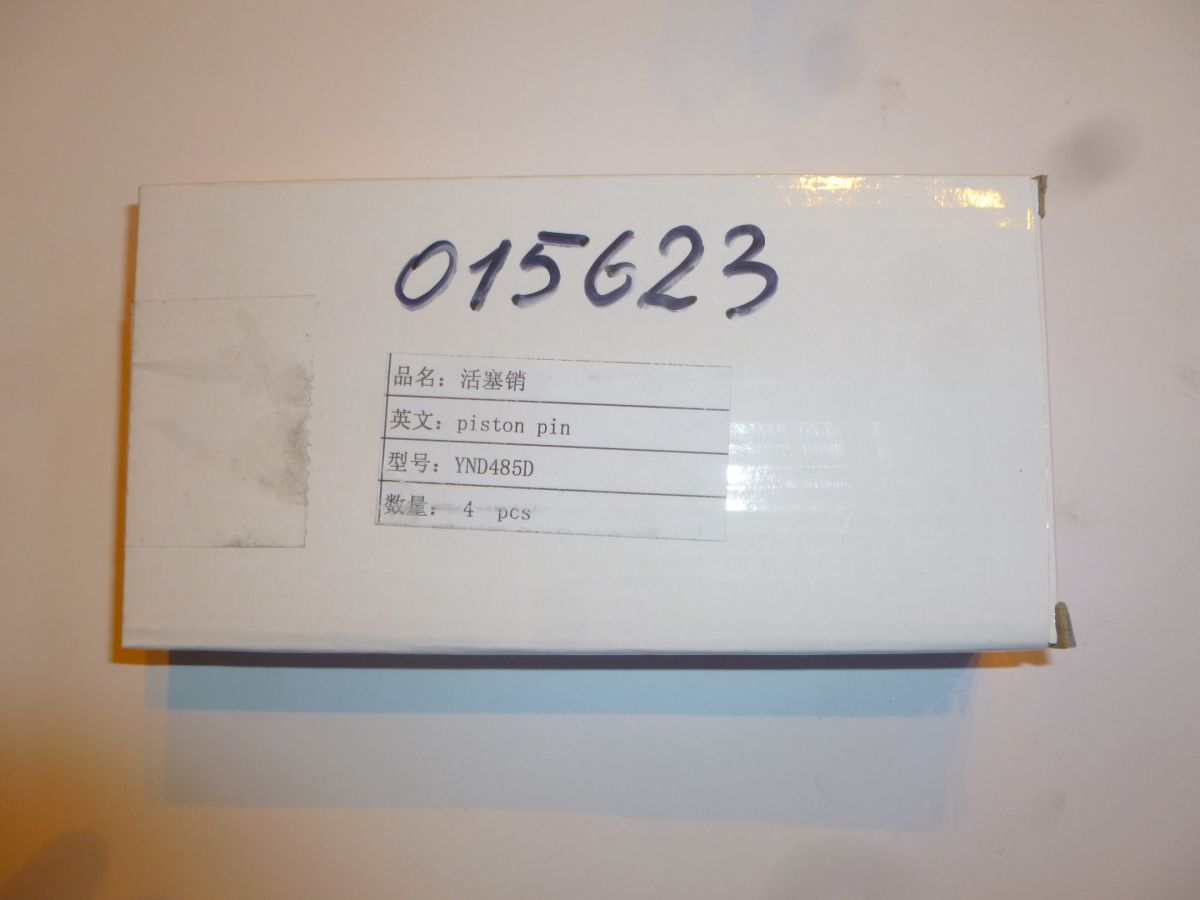 015623
品名：活塞销
英文：piston pin
型号：YND485D
数量： 4 pcs